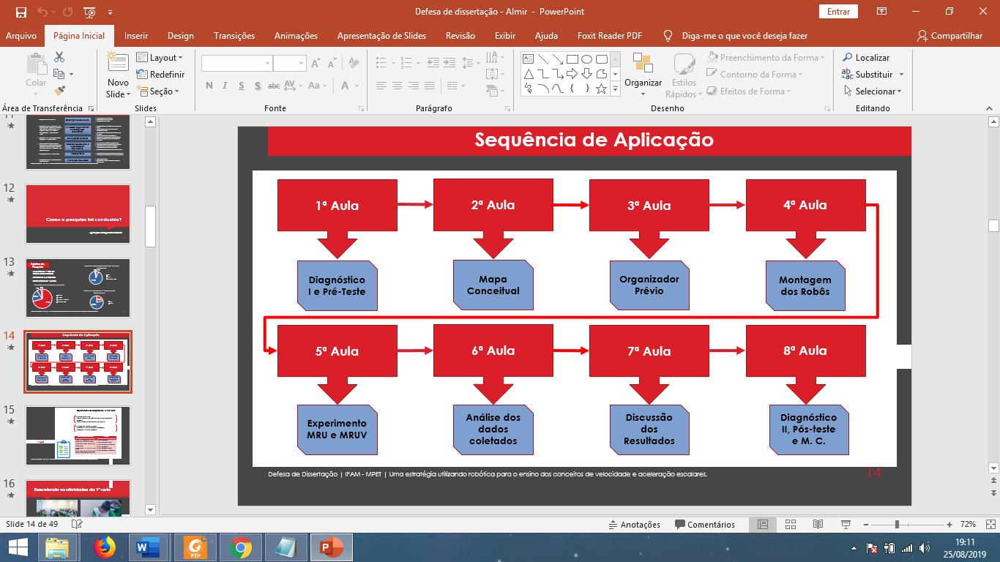 Defesa de dissertação - Almir - PowerPoint
Entrar
Arquivo Página Inicial Inserir Design Transições Animações Apresentação de Slides Revisão Exibir Ajuda Foxit Reader PDF Diga-me o que você deseja fazer Compartilhar
Colar
Novo
Slide
Layout
Redefinir
Seção
N I S S abc AV Aa A
A A
Organizar
Estilos
Rápidos
Preenchimento da Forma
Contorno da Forma
Efeitos de Forma
Localizar
Substituir
Selecionar
Área de Transferência Slides Fonte Parágrafo Desenho Editando
12
Como a pesquisa foi conduzida?
13
14
Sequência de Aplicação
15
16
Executando as atividades da 1ª aula
Sequência de Aplicação
1ª Aula 2ª Aula 3ª Aula 4ª Aula
Diagnóstico
I e Pré-Teste
Mapa
Conceitual
Organizador
Prévio
Montagem
dos Robôs
5ª Aula 6ª Aula 7ª Aula 8ª Aula
Experimento
MRU e MRUV
Análise dos
dados
coletados
Discussão
dos
Resultados
Diagnóstico
II, Pós-teste
e M. C.
Defesa de Dissertação | IFAM - MPET | Uma estratégia utilizando robótica para o ensino dos conceitos de velocidade e aceleração escalares.
14
Slide 14 de 49
Anotações Comentários 72%
PDF
19:11
25/08/2019